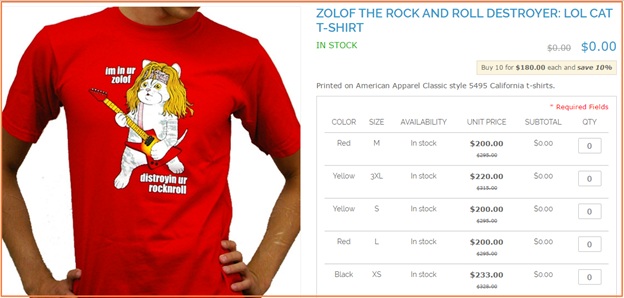 im in ur
zolof
distroyin ur
rocknroll
ZOLOF THE ROCK AND ROLL DESTROYER: LOL CAT
T-SHIRT
IN STOCK
$0.00 $0.00
Buy 10 for $180.00 each and save 10%
Printed on American Apparel Classic style 5495 California t-shirts.
* Required Fields
COLOR SIZE AVAILABILITY UNIT PRICE SUBTOTAL QTY
Red M In stock $200.00 $0.00 0
$295.00
Yellow 3XL In stock $220.00 $0.00 0
$315.00
Yellow S In stock $200.00 $0.00 0
$295.00
Red L In stock $200.00 $0.00 0
$295.00
Black XS In stock $233.00 $0.00 0
$329.00